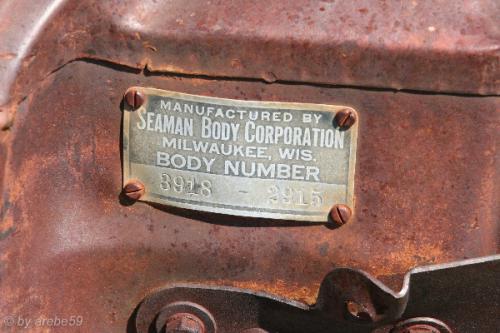 MANUFACTURED BY
SEAMAN BODY CORPORATION
MILWAUKEE, WIS.
BODY NUMBER
3918 - 2915
© by arebe59